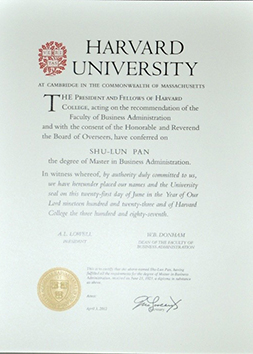 HARVARD
UNIVERSITY
AT CAMBRIDGE IN THE COMMONWEALTH OF MASSACHUSETTS
THE PRESIDENT AND FELLOWS OF HARVARD
COLLEGE, acting on the recommendation of the
Faculty of Business Administration
and with the consent of the Honorable and Reverend
the Board of Overseers, have conferred on
SHU-LUN PAN
the degree of Master in Business Administration.
In witness whereof, by authority duly committed to us,
we have hereunder placed our names and the University
seal on this twenty-first day of June in the Year of Our
Lord nineteen hundred and twenty-three and of Harvard
College the three hundred and eighty-seventh.
A.L. LOWELL
PRESIDENT
W.B. DONHAM
DEAN OF THE FACULTY OF
BUSINESS ADMINISTRATION